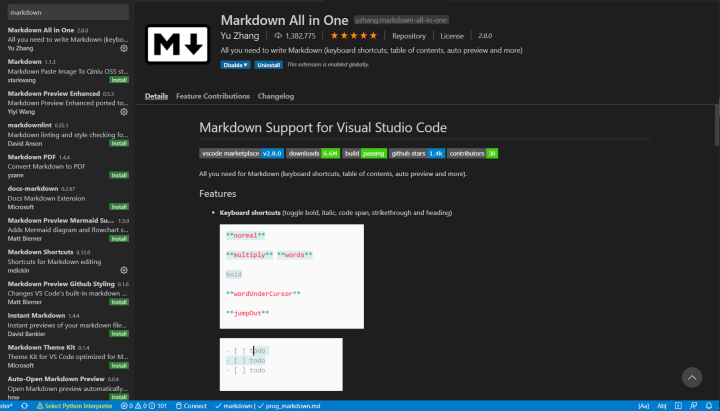 markdown
Markdown All in One 2.8.0
All you need to write Markdown (keybo...
Yu Zhang
Markdown 1.1.3
Markdown Paste Image To Qiniu OSS st...
starkwang
Install
Markdown Preview Enhanced 0.5.3
Markdown Preview Enhanced ported to...
Yiyi Wang
markdownlint 0.35.1
Markdown linting and style checking fo...
David Anson
Install
Markdown PDF 1.4.4
Convert Markdown to PDF
yzane
Install
docs-markdown 0.2.67
Docs Markdown Extension
Microsoft
Install
Markdown Preview Mermaid Su... 1.5.0
Adds Mermaid diagram and flowchart s...
Matt Bierner
Install
Markdown Shortcuts 0.12.0
Shortcuts for Markdown editing
mdickin
Markdown Preview Github Styling 0.1.6
Changes VS Code's built-in markdown ...
Matt Bierner
Install
Instant Markdown 1.4.4
Instant previews of your markdown file...
David Bankier
Install
Markdown Theme Kit 1.4.4
Theme Kit for VS Code optimized for M...
Microsoft
Install
Auto-Open Markdown Preview 0.0.4
Open Markdown preview automatically...
hnw
Install
Markdown All in One yzhang.markdown-all-in-one
Yu Zhang 1,382,775 ★★★★★ Repository License 2.8.0
All you need to write Markdown (keyboard shortcuts, table of contents, auto preview and more)
Disable Uninstall This extension is enabled globally.
Details Feature Contributions Changelog
Markdown Support for Visual Studio Code
vscode marketplace v2.8.0 downloads 6.6M build passing github stars 1.4k contributors 38
All you need for Markdown (keyboard shortcuts, table of contents, auto preview and more).
Features
• Keyboard shortcuts (toggle bold, italic, code span, strikethrough and heading)
**normal**
**multiply** **words**
bold
**wordUnderCursor**
**jumpOut**
- [ ] todo
- [ ] todo
- [ ] todo
ster* Select Python Interpreter 0 0 101 Connect ✓ markdown | ✓ prog_markdown.md [Aa] Ab|